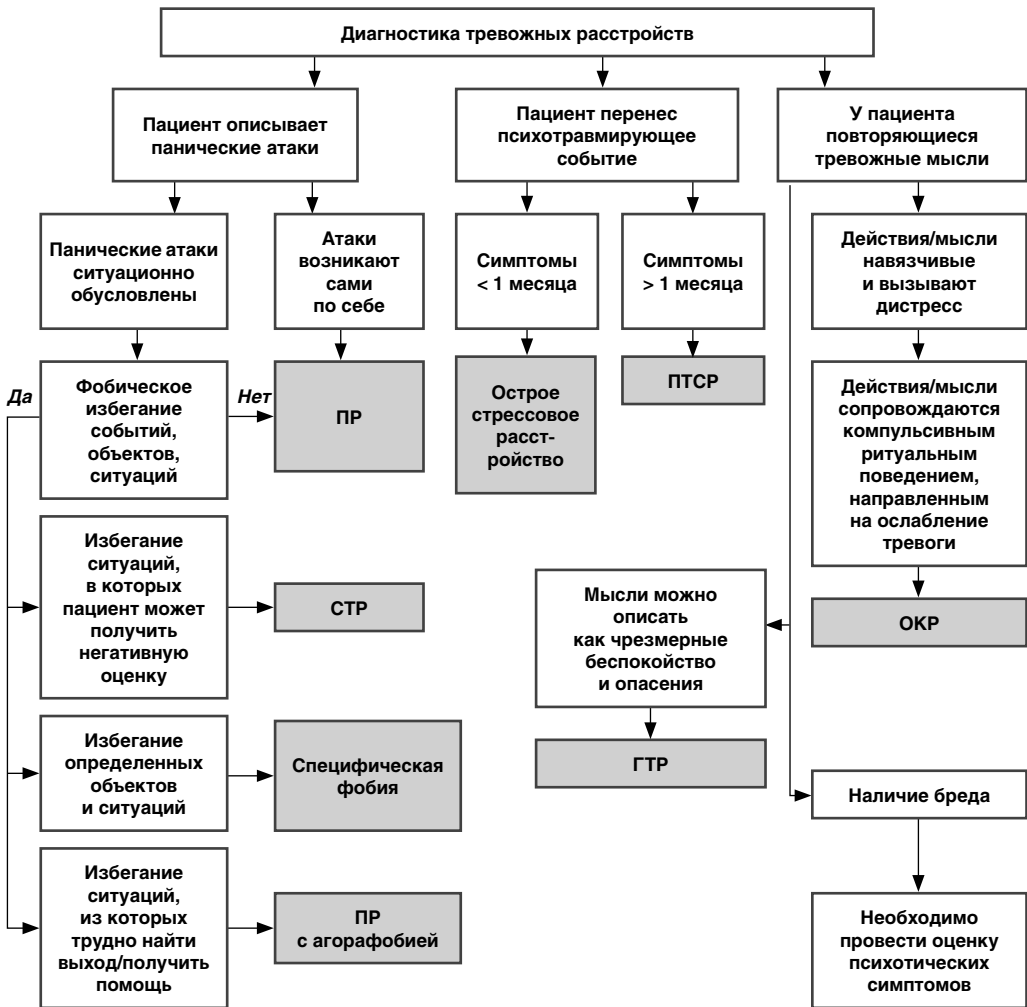 Диагностика тревожных расстройств
Пациент описывает
панические атаки
Пациент перенес
психотравмирующее
событие
У пациента
повторяющиеся
тревожные мысли
Панические атаки
ситуационно
обусловлены
Атаки
возникают
сами
по себе
Симптомы
< 1 месяца
Симптомы
> 1 месяца
Действия/мысли
навязчивые
и вызывают
дистресс
Да
Фобическое
избегание
событий,
объектов,
ситуаций
Нет
ПР
Острое
стрессовое
расст-
ройство
ПТСР
Действия/мысли
сопровождаются
компульсивным
ритуальным
поведением,
направленным
на ослабление
тревоги
Избегание
ситуаций,
в которых
пациент может
получить
негативную
оценку
СТР
Мысли можно
описать
как чрезмерные
беспокойство
и опасения
ОКР
Избегание
определенных
объектов
и ситуаций
Специфическая
фобия
ГТР
Наличие бреда
Избегание
ситуаций,
из которых
трудно найти
выход/получить
помощь
ПР
с агорафобией
Необходимо
провести оценку
психотических
симптомов